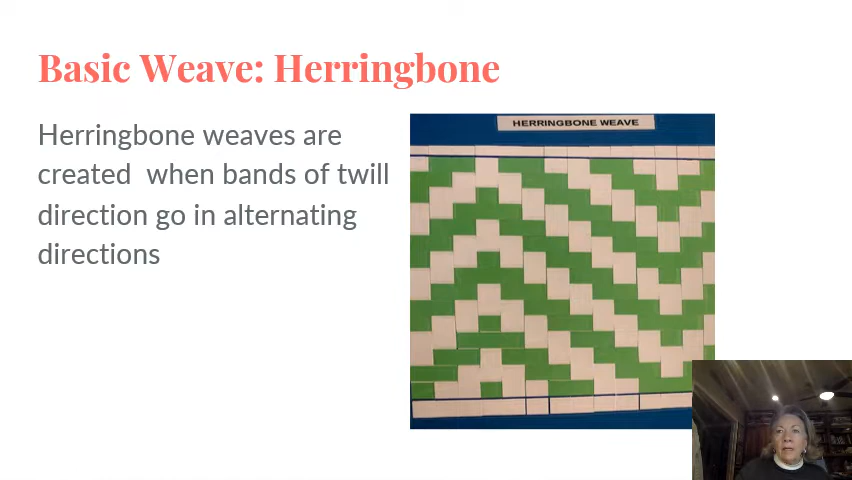 Basic Weave: Herringbone
Herringbone weaves are
created  when bands of twill
direction go in alternating
directions
HERRINGBONE WEAVE